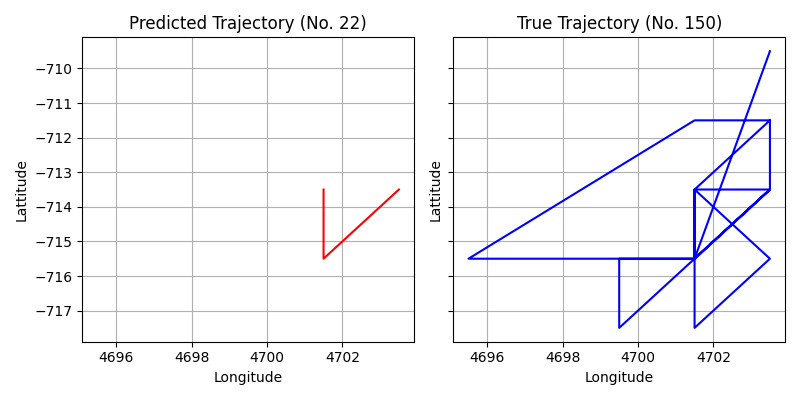 Predicted Trajectory (No. 22)
True Trajectory (No. 150)
Lattitude
−710
−711
−712
−713
−714
−715
−716
−717
4696
4698
4700
4702
Longitude
Lattitude
4696
4698
4700
4702
Longitude